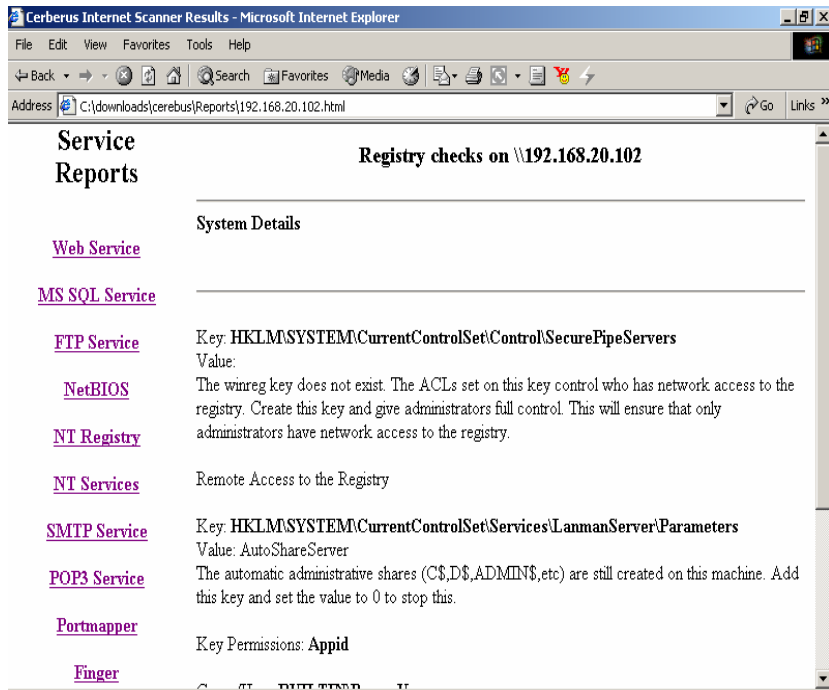 Cerberus Internet Scanner Results - Microsoft Internet Explorer
File Edit View Favorites Tools Help
Back Search Favorites Media
Address C:\downloads\cerebus\Reports\192.168.20.102.html Go Links »
Service
Reports
Web Service
MS SQL Service
FTP Service
NetBIOS
NT Registry
NT Services
SMTP Service
POP3 Service
Portmapper
Finger
Registry checks on \\192.168.20.102
System Details
Key: HKLM\SYSTEM\CurrentControlSet\Control\SecurePipeServers
Value:
The winreg key does not exist. The ACLs set on this key control who has network access to the
registry. Create this key and give administrators full control. This will ensure that only
administrators have network access to the registry.
Remote Access to the Registry
Key: HKLM\SYSTEM\CurrentControlSet\Services\LanmanServer\Parameters
Value: AutoShareServer
The automatic administrative shares (C$,D$,ADMIN$,etc) are still created on this machine. Add
this key and set the value to 0 to stop this.
Key Permissions: Appid